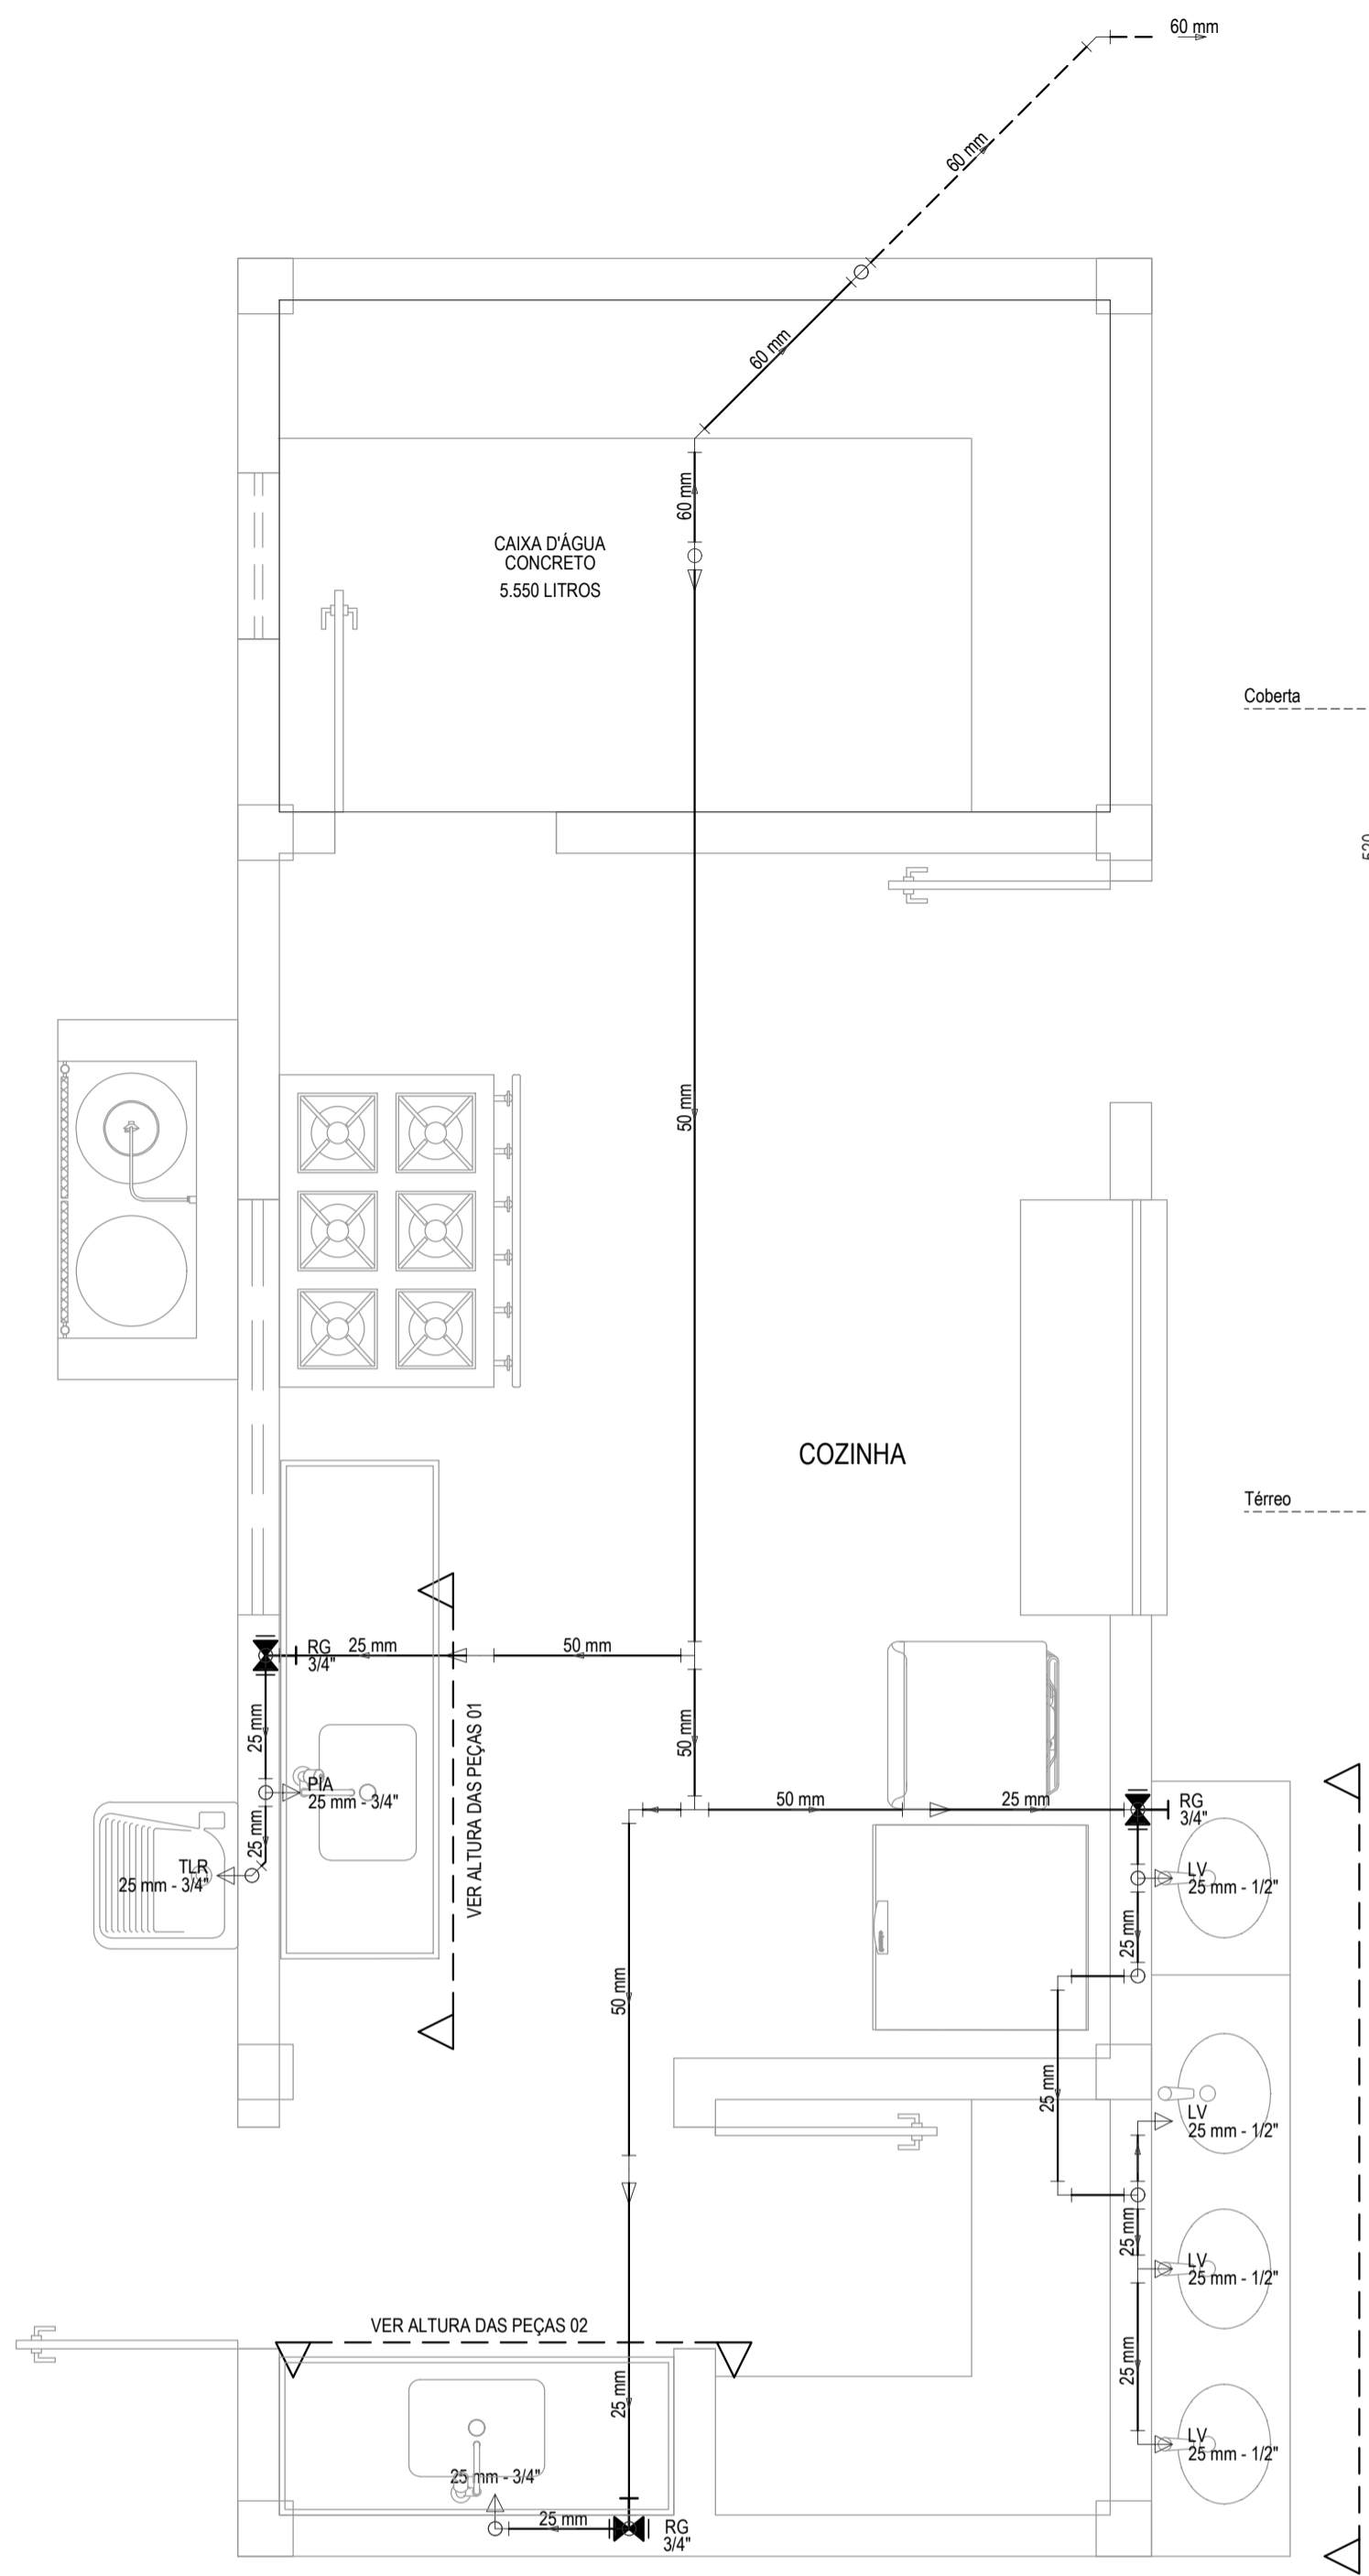 60 mm
60 mm
60 mm
60 mm
CAIXA D'ÁGUA
CONCRETO
5.550 LITROS
Coberta
520
50 mm
COZINHA
Térreo
RG
3/4"
25 mm
50 mm
25 mm
VER ALTURA DAS PEÇAS 01
50 mm
PIA
25 mm - 3/4"
50 mm
25 mm
RG
3/4"
25 mm
TLR
25 mm - 3/4"
LV
25 mm - 1/2"
25 mm
50 mm
25 mm
LV
25 mm - 1/2"
25 mm
LV
25 mm - 1/2"
VER ALTURA DAS PEÇAS 02
25 mm
25 mm
LV
25 mm - 1/2"
25 mm - 3/4"
25 mm
RG
3/4"